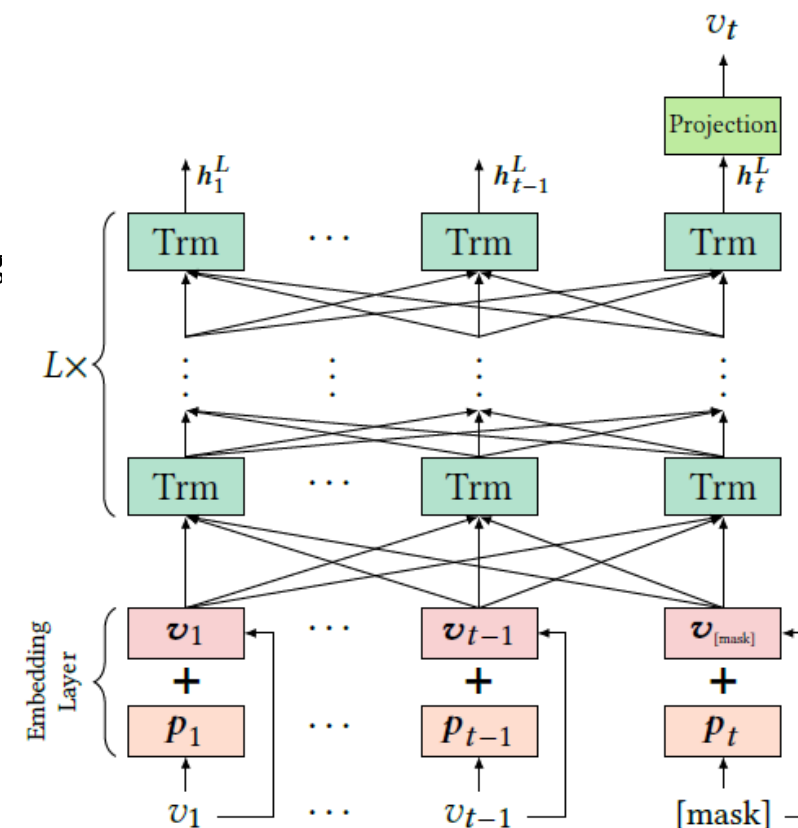 v_t
Projection
h_1^L h_{t-1}^L h_t^L
Trm ··· Trm Trm
L×
Trm ··· Trm Trm
Embedding
Layer
v_1 ··· v_{t-1} v_{[mask]}
+ + +
p_1 ··· p_{t-1} p_t
v_1 ··· v_{t-1} [mask]